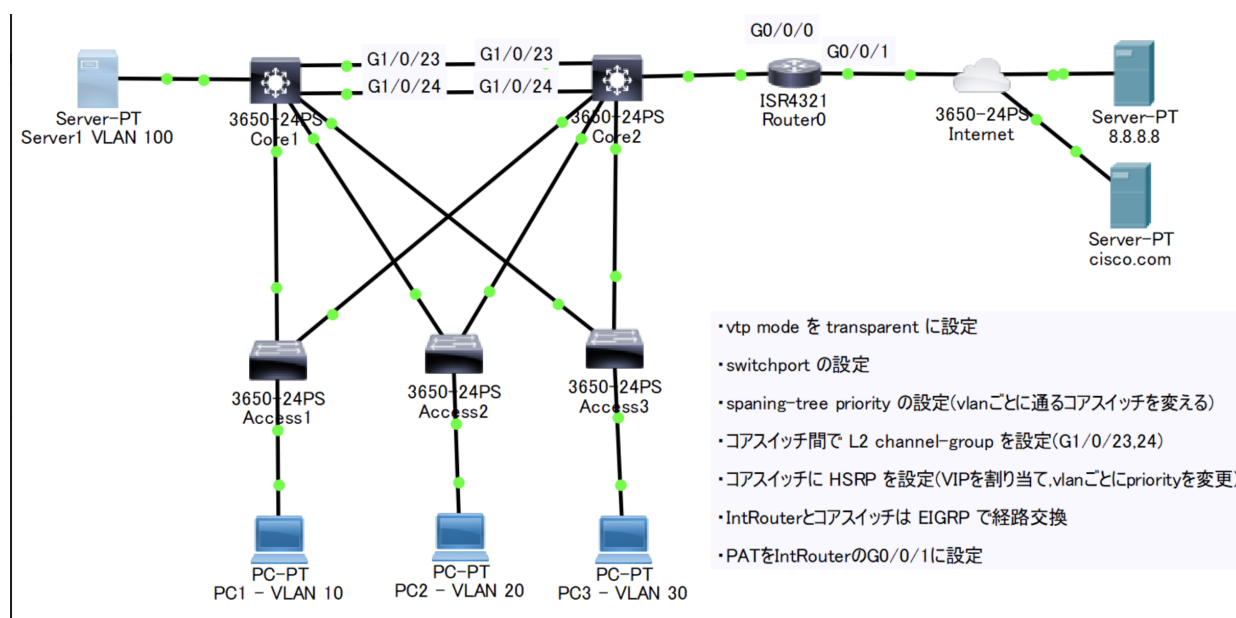 G0/0/0
G1/0/23
G1/0/23
G0/0/1
G1/0/24
G1/0/24
Server-PT
Server1 VLAN 100
3650-24PS
Core1
3650-24PS
Core2
ISR4321
Router0
3650-24PS
Internet
Server-PT
8.8.8.8
Server-PT
cisco.com
・vtp mode を transparent に設定
・switchport の設定
・spaning-tree priority の設定(vlanごとに通るコアスイッチを変える)
・コアスイッチ間で L2 channel-group を設定(G1/0/23,24)
・コアスイッチに HSRP を設定(VIPを割り当て,vlanごとにpriorityを変更)
・IntRouterとコアスイッチは EIGRP で経路交換
・PATをIntRouterのG0/0/1に設定
3650-24PS
Access1
3650-24PS
Access2
3650-24PS
Access3
PC-PT
PC1 - VLAN 10
PC-PT
PC2 - VLAN 20
PC-PT
PC3 - VLAN 30